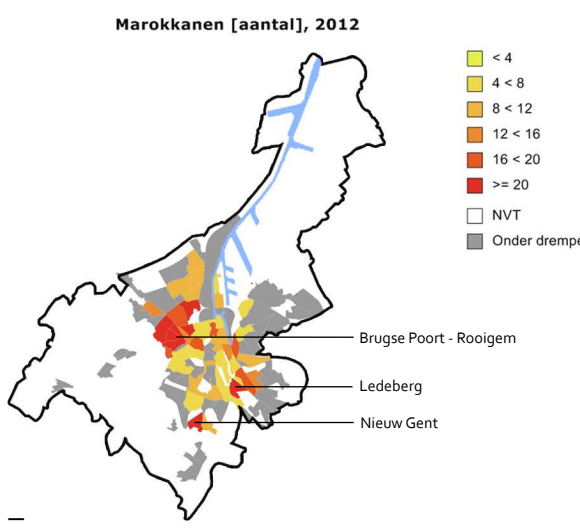 Marokkanen [aantal], 2012
< 4
4 < 8
8 < 12
12 < 16
16 < 20
>= 20
NVT
Onder drempe
Brugse Poort - Rooigem
Ledeberg
Nieuw Gent